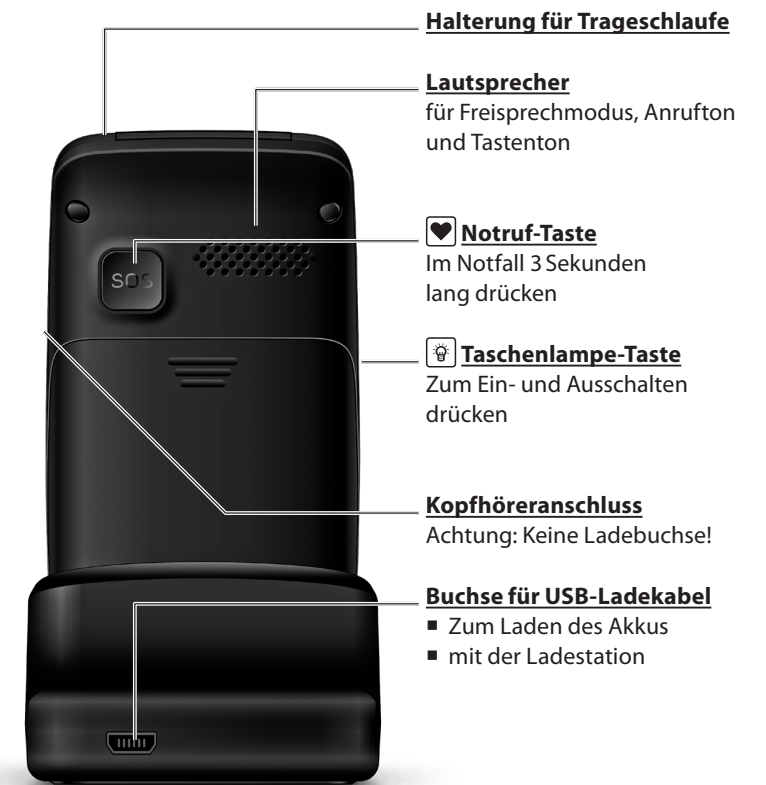 Halterung für Trageschlaufe
Lautsprecher
für Freisprechmodus, Anrufton
und Tastenton
Notruf-Taste
Im Notfall 3 Sekunden
lang drücken
SOS
Taschenlampe-Taste
Zum Ein- und Ausschalten
drücken
Kopfhöreranschluss
Achtung: Keine Ladebuchse!
Buchse für USB-Ladekabel
▪ Zum Laden des Akkus
▪ mit der Ladestation